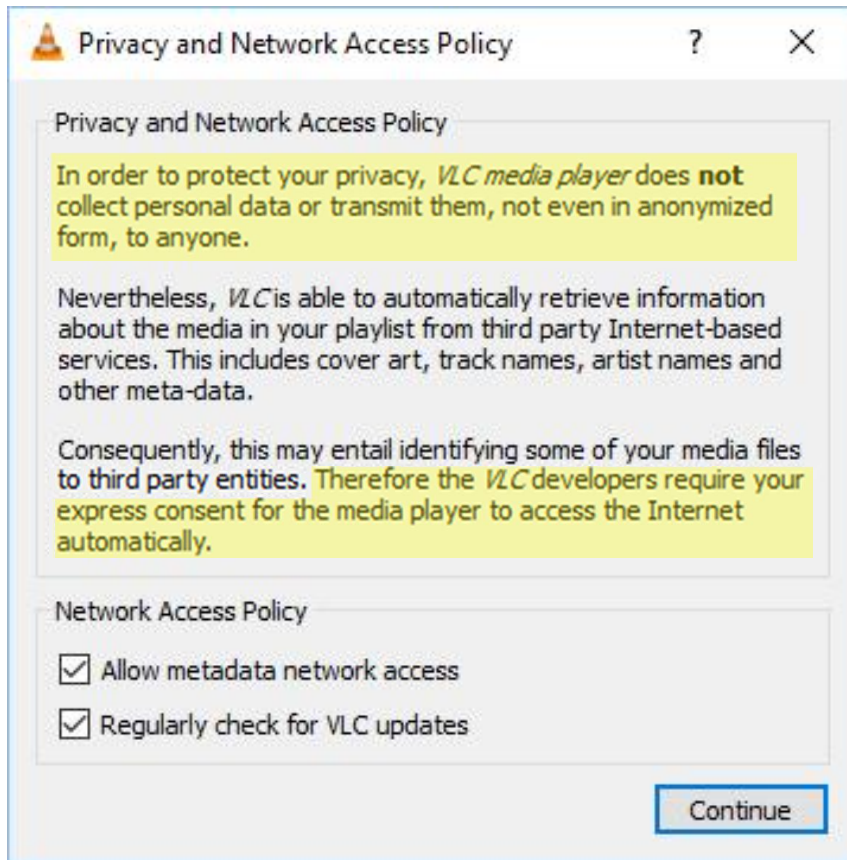 Privacy and Network Access Policy ? ×
Privacy and Network Access Policy
In order to protect your privacy, VLC media player does not
collect personal data or transmit them, not even in anonymized
form, to anyone.
Nevertheless, VLC is able to automatically retrieve information
about the media in your playlist from third party Internet-based
services. This includes cover art, track names, artist names and
other meta-data.
Consequently, this may entail identifying some of your media files
to third party entities. Therefore the VLC developers require your
express consent for the media player to access the Internet
automatically.
Network Access Policy
Allow metadata network access
Regularly check for VLC updates
Continue